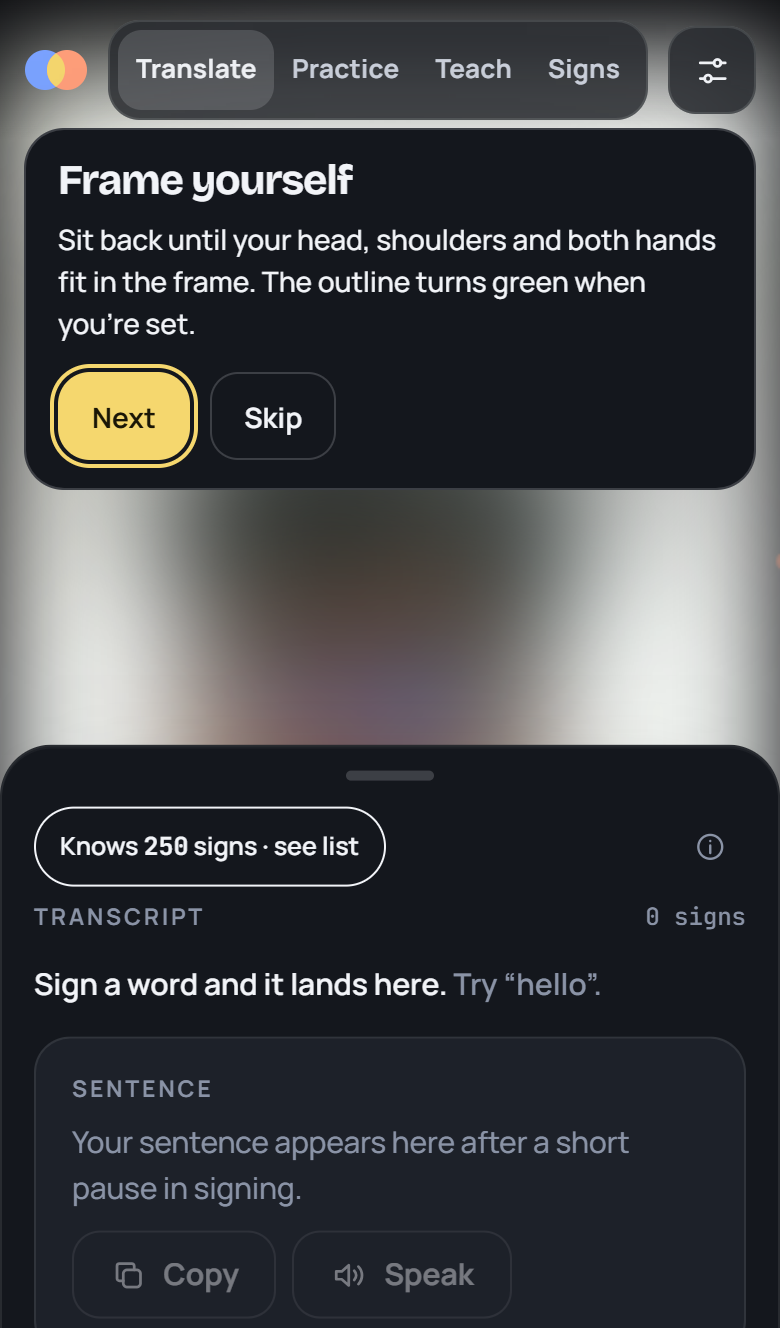 Translate Practice Teach Signs
Frame yourself
Sit back until your head, shoulders and both hands
fit in the frame. The outline turns green when
you’re set.
Next Skip
Knows 250 signs · see list
TRANSCRIPT 0 signs
Sign a word and it lands here. Try “hello”.
SENTENCE
Your sentence appears here after a short
pause in signing.
Copy Speak